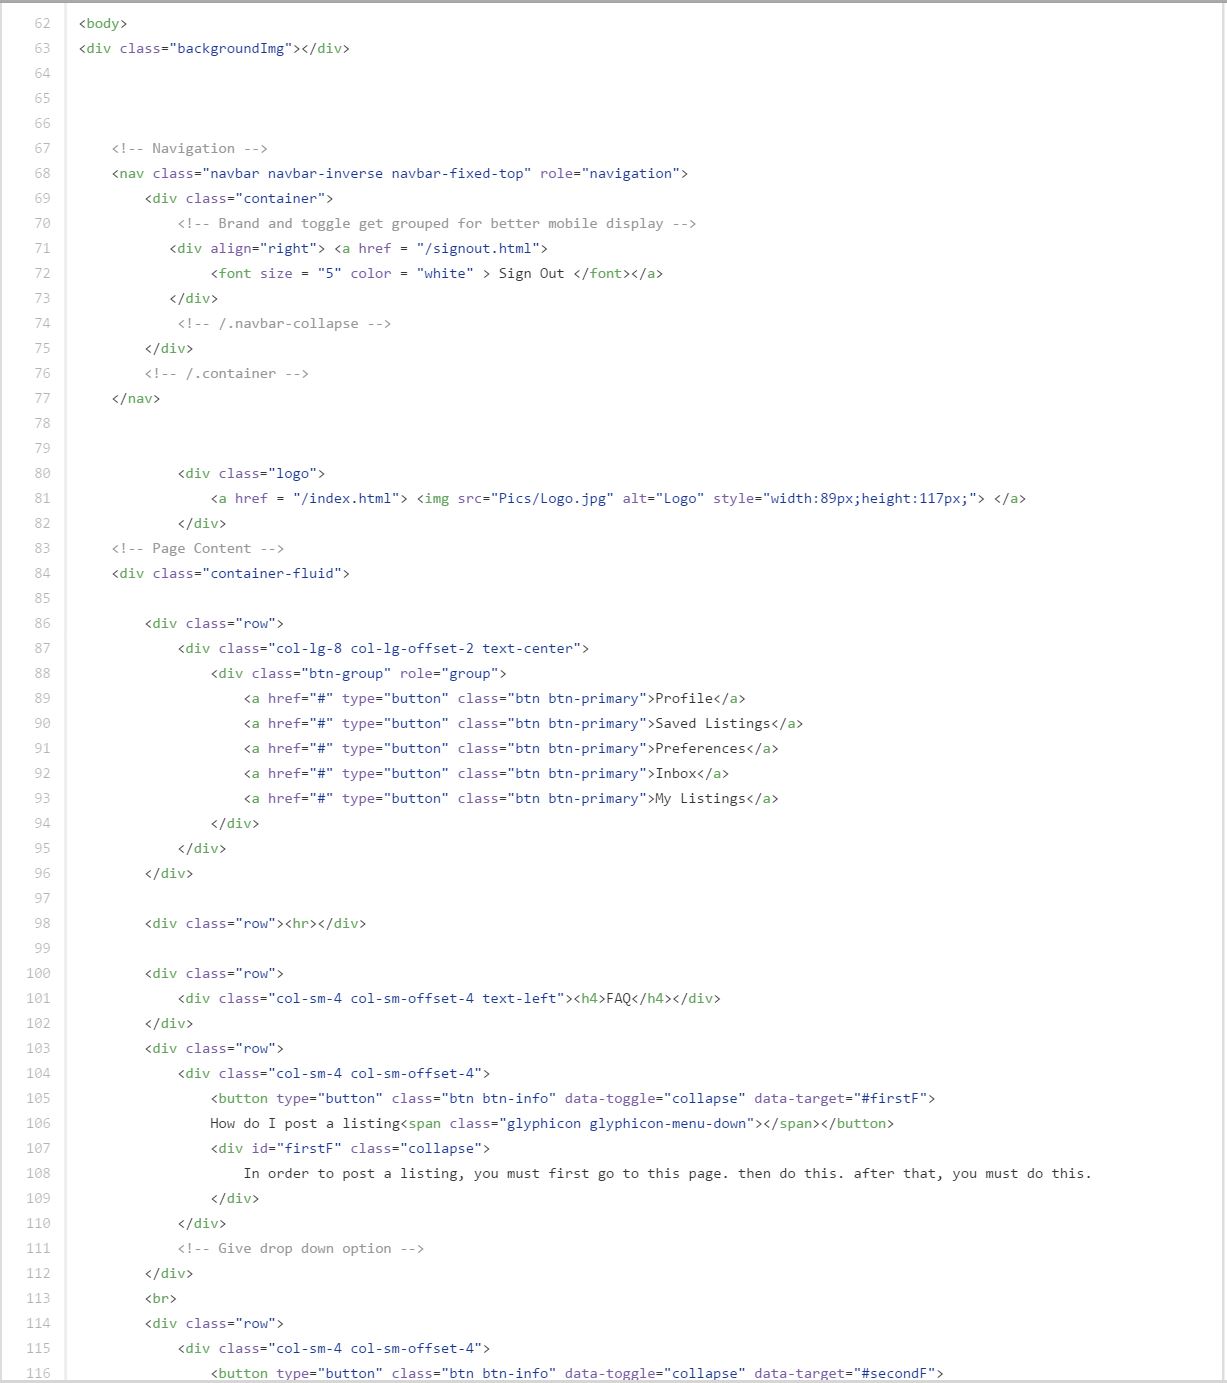 62 <body>
63 <div class="backgroundImg"></div>
64
65
66
67     <!-- Navigation -->
68     <nav class="navbar navbar-inverse navbar-fixed-top" role="navigation">
69         <div class="container">
70             <!-- Brand and toggle get grouped for better mobile display -->
71            <div align="right"> <a href = "/signout.html">
72                 <font size = "5" color = "white" > Sign Out </font></a>
73            </div>
74             <!-- /.navbar-collapse -->
75         </div>
76         <!-- /.container -->
77     </nav>
78
79
80             <div class="logo">
81                 <a href = "/index.html"> <img src="Pics/Logo.jpg" alt="Logo" style="width:89px;height:117px;"> </a>
82             </div>
83     <!-- Page Content -->
84     <div class="container-fluid">
85
86         <div class="row">
87             <div class="col-lg-8 col-lg-offset-2 text-center">
88                 <div class="btn-group" role="group">
89                     <a href="#" type="button" class="btn btn-primary">Profile</a>
90                     <a href="#" type="button" class="btn btn-primary">Saved Listings</a>
91                     <a href="#" type="button" class="btn btn-primary">Preferences</a>
92                     <a href="#" type="button" class="btn btn-primary">Inbox</a>
93                     <a href="#" type="button" class="btn btn-primary">My Listings</a>
94                 </div>
95             </div>
96         </div>
97
98         <div class="row"><hr></div>
99
100         <div class="row">
101             <div class="col-sm-4 col-sm-offset-4 text-left"><h4>FAQ</h4></div>
102         </div>
103         <div class="row">
104             <div class="col-sm-4 col-sm-offset-4">
105                 <button type="button" class="btn btn-info" data-toggle="collapse" data-target="#firstF">
106                 How do I post a listing<span class="glyphicon glyphicon-menu-down"></span></button>
107                 <div id="firstF" class="collapse">
108                     In order to post a listing, you must first go to this page. then do this. after that, you must do this.
109                 </div>
110             </div>
111             <!-- Give drop down option -->
112         </div>
113         <br>
114         <div class="row">
115             <div class="col-sm-4 col-sm-offset-4">
116                 <button type="button" class="btn btn-info" data-toggle="collapse" data-target="#secondF">